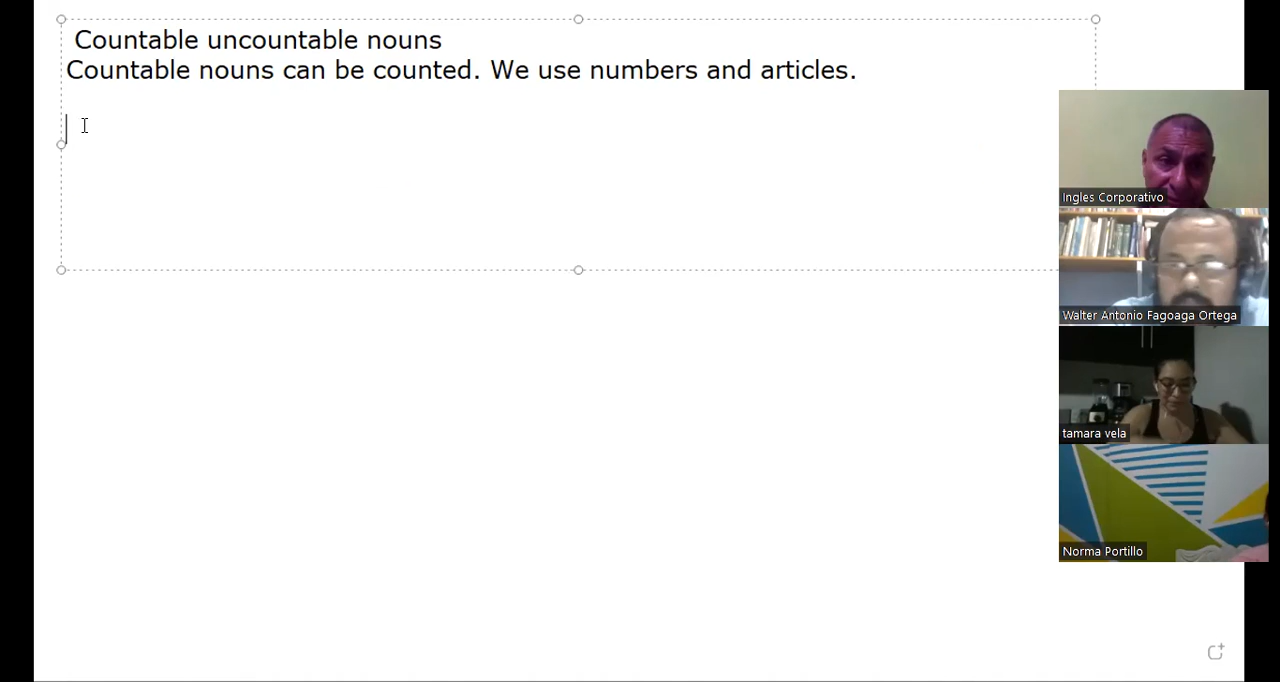 Countable uncountable nouns
Countable nouns can be counted. We use numbers and articles.
Ingles Corporativo
Walter Antonio Fagoaga Ortega
tamara vela
Norma Portillo